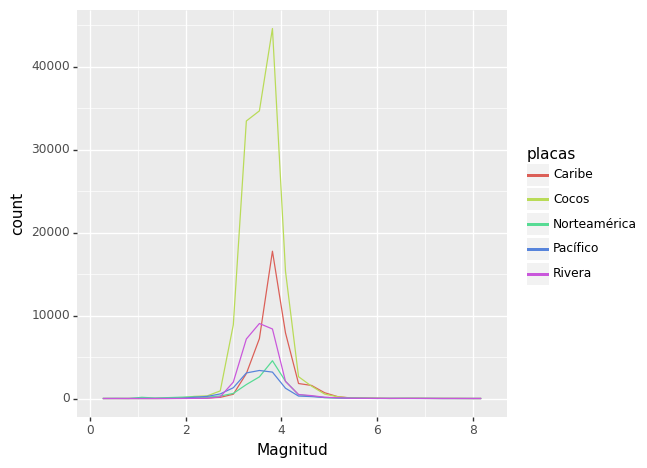 40000
30000
20000
10000
0
count
0 2 4 6 8
Magnitud
placas
Caribe
Cocos
Norteamérica
Pacífico
Rivera